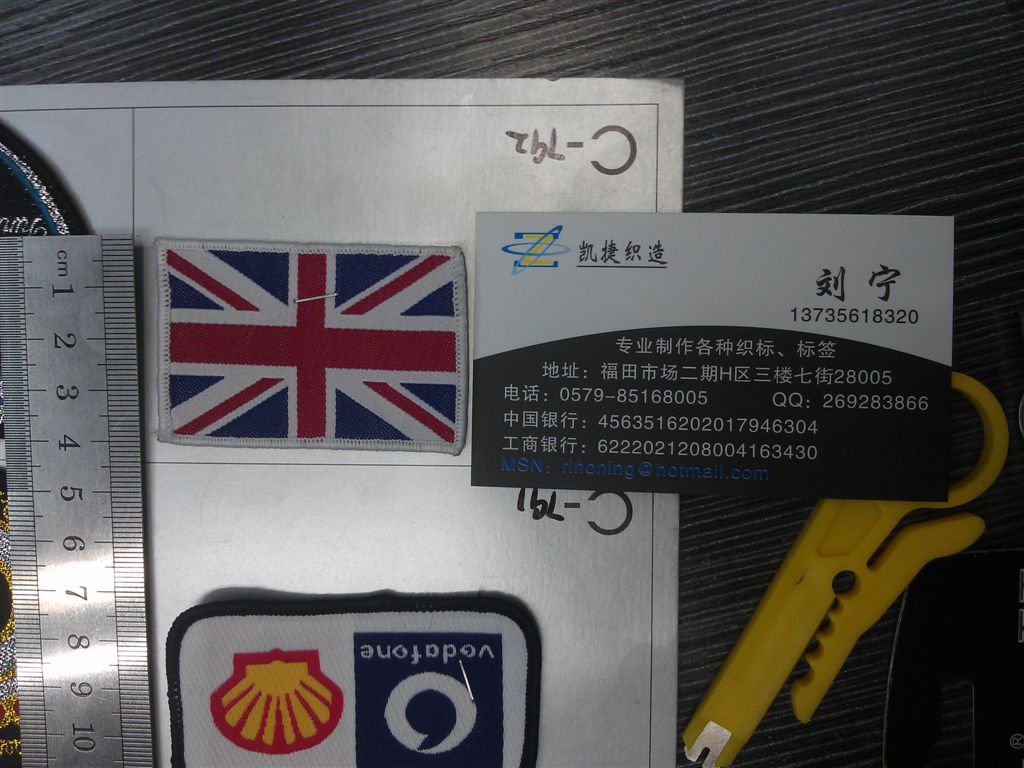 C-792
cm 1 2 3 4 5 6 7 8 9 10
凯捷织造
刘宁
13735618320
专业制作各种织标、标签
地址：福田市场二期H区三楼七街28005
电话：0579-85168005 QQ：269283866
中国银行：4563516202017946304
工商银行：6222021208004163430
MSN：rinoning@hotmail.com
C-791
vodafone
®